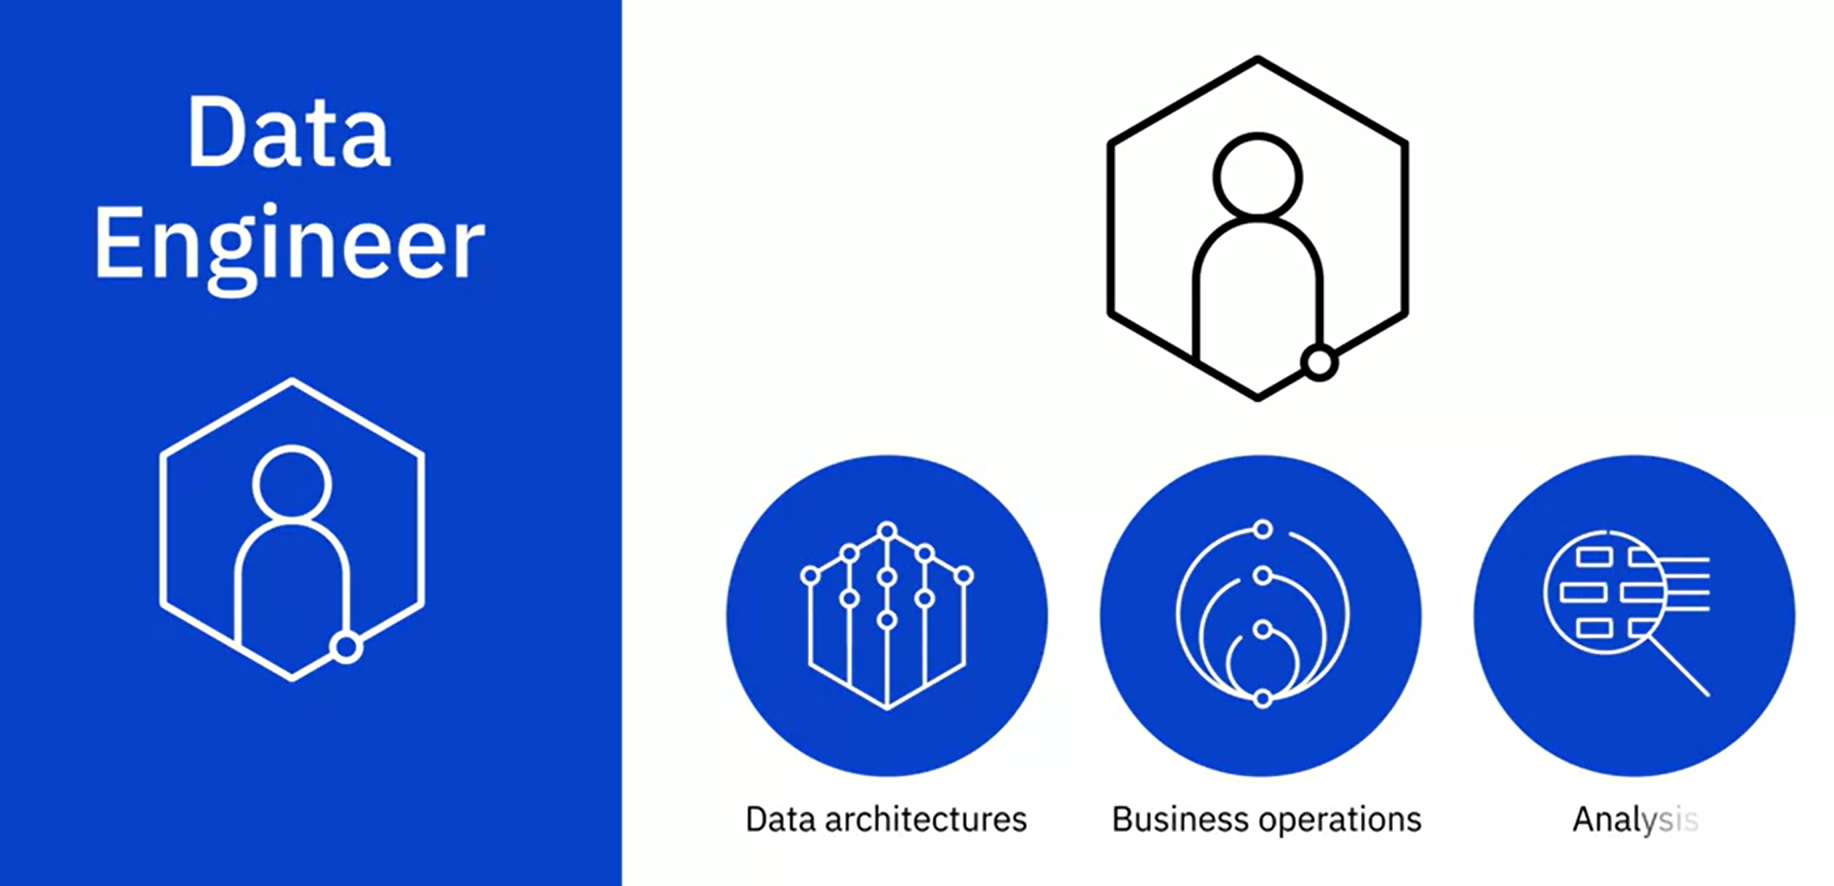 Data
Engineer
Data architectures
Business operations
Analysis